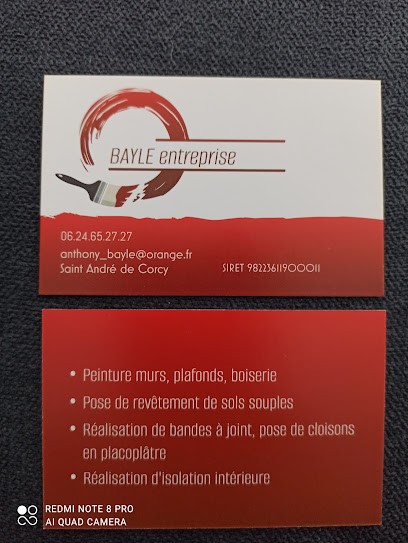 BAYLE entreprise
06.24.65.27.27
anthony_bayle@orange.fr
Saint André de Corcy SIRET 98223611900011
• Peinture murs, plafonds, boiserie
• Pose de revêtement de sols souples
• Réalisation de bandes à joint, pose de cloisons
en placoplâtre
• Réalisation d'isolation intérieure
REDMI NOTE 8 PRO
AI QUAD CAMERA